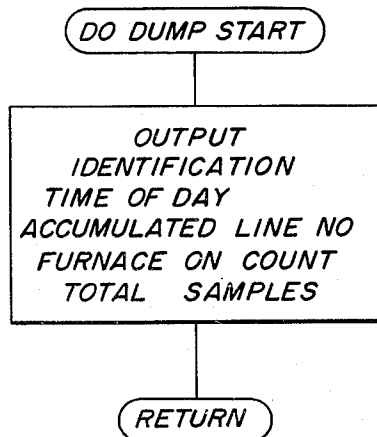 DO DUMP START
OUTPUT
IDENTIFICATION
TIME OF DAY
ACCUMULATED LINE NO
FURNACE ON COUNT
TOTAL SAMPLES
RETURN